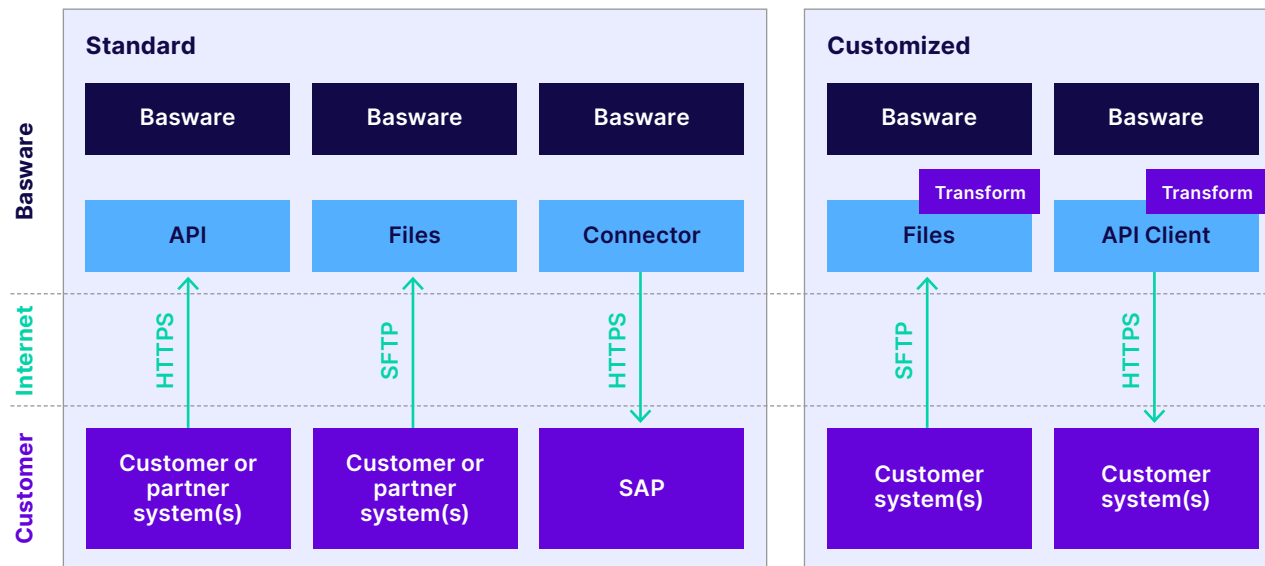 Standard
Customized
Basware
Basware
Basware
Basware
Basware
Basware
Transform
Transform
API
Files
Connector
Files
API Client
Internet
HTTPS
SFTP
HTTPS
SFTP
HTTPS
Customer
Customer or
partner
system(s)
Customer or
partner
system(s)
SAP
Customer
system(s)
Customer
system(s)